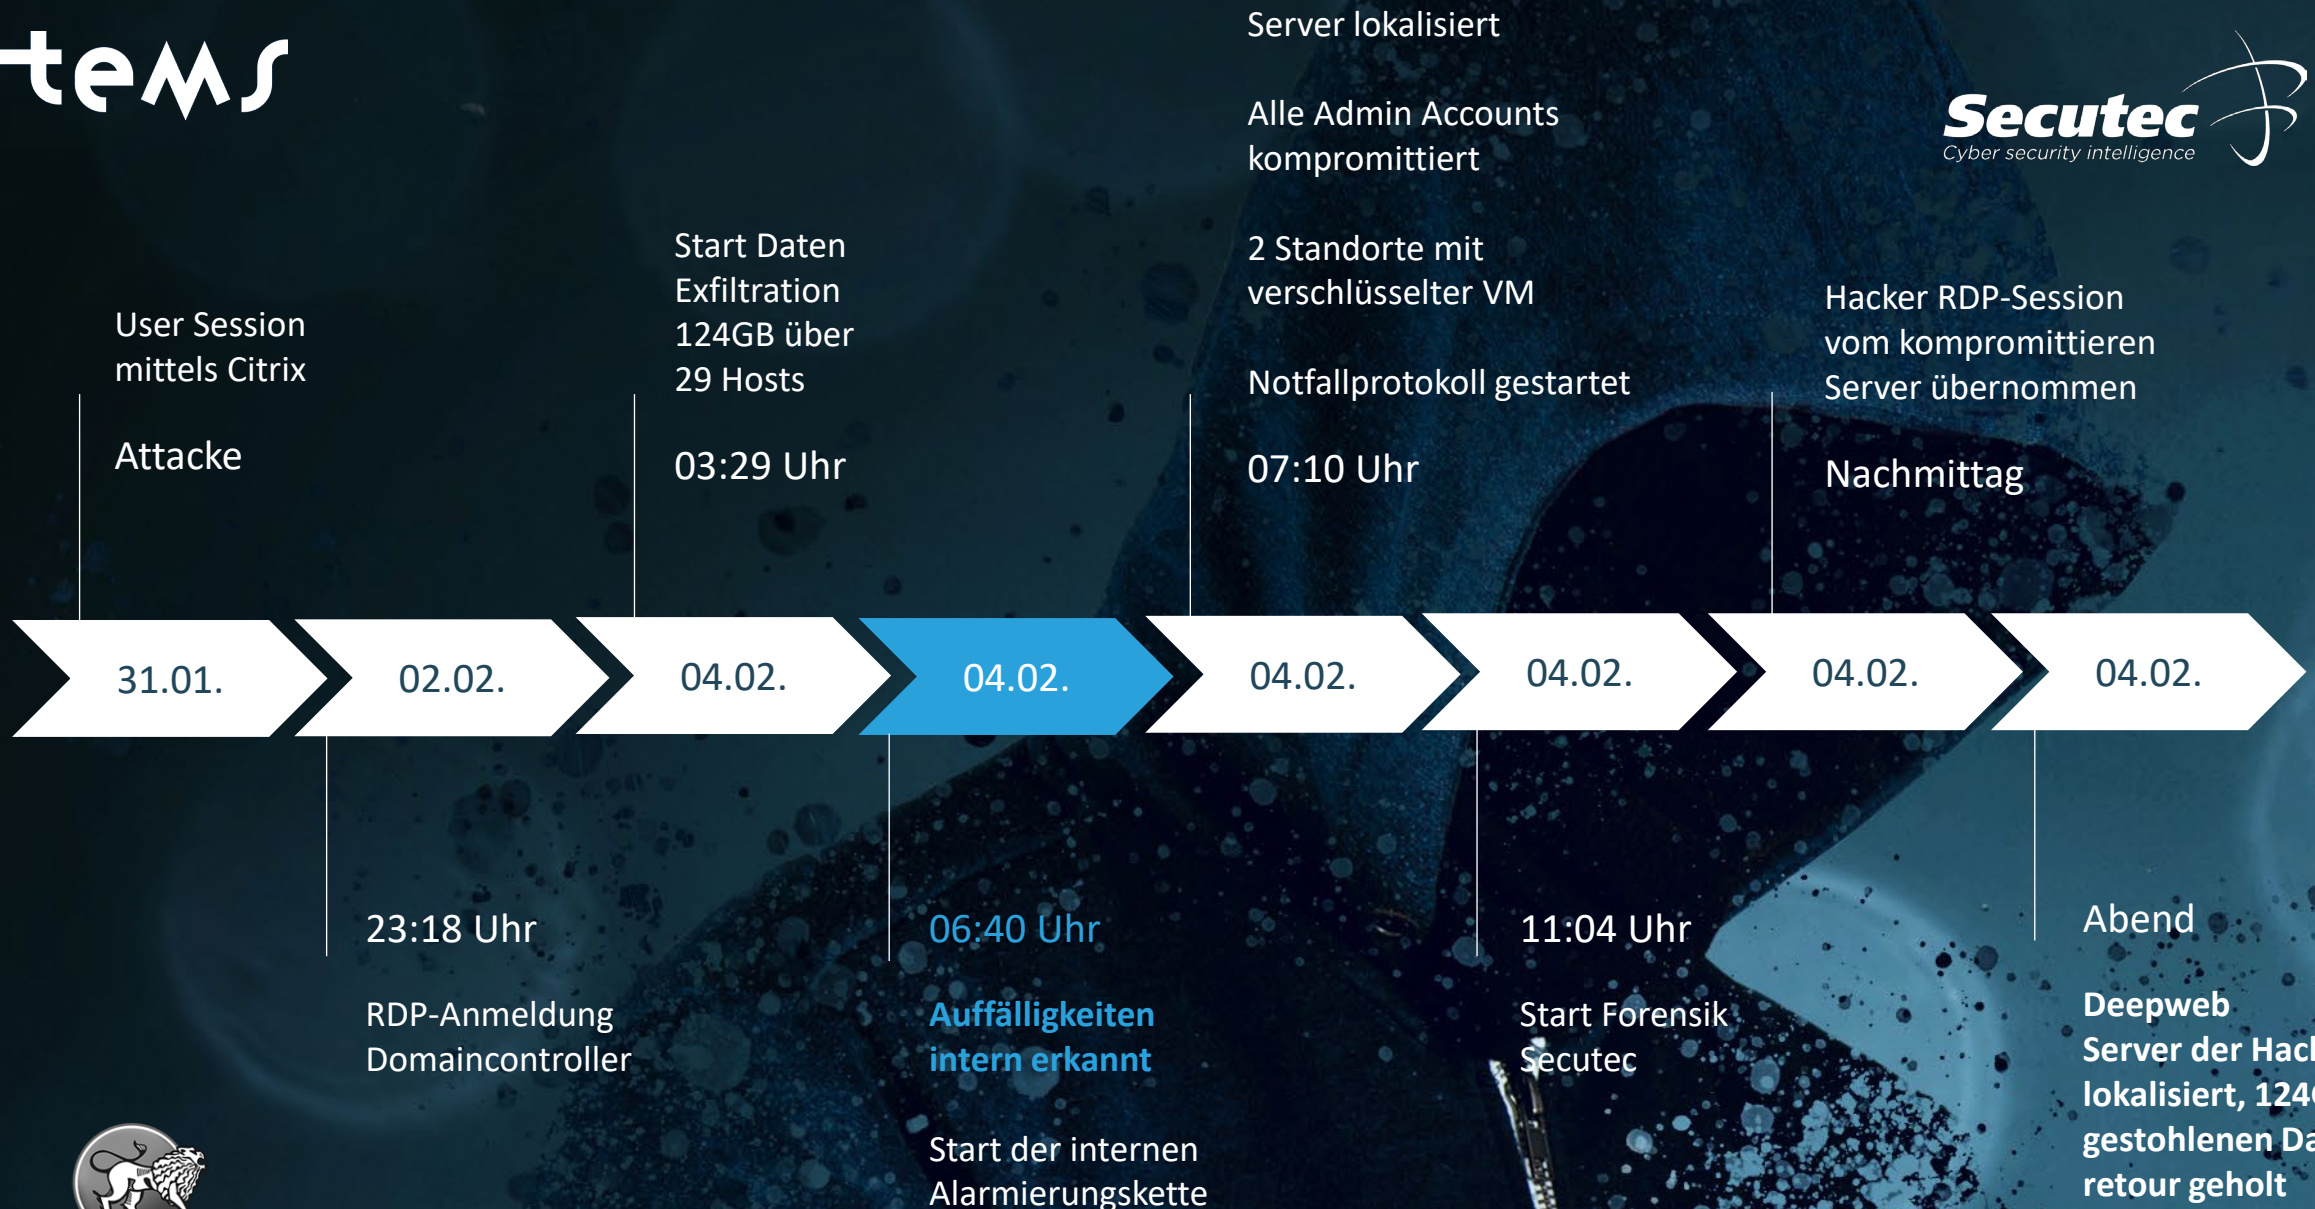 tems
Server lokalisiert
Alle Admin Accounts
kompromittiert
2 Standorte mit
verschlüsselter VM
Notfallprotokoll gestartet
07:10 Uhr
Secutec
Cyber security intelligence
User Session
mittels Citrix
Attacke
Start Daten
Exfiltration
124GB über
29 Hosts
03:29 Uhr
Hacker RDP-Session
vom kompromittieren
Server übernommen
Nachmittag
31.01.
02.02.
04.02.
04.02.
04.02.
04.02.
04.02.
04.02.
23:18 Uhr
RDP-Anmeldung
Domaincontroller
06:40 Uhr
Auffälligkeiten
intern erkannt
Start der internen
Alarmierungskette
11:04 Uhr
Start Forensik
Secutec
Abend
Deepweb
Server der
lokalisiert,
gestohlenen
retour geholt